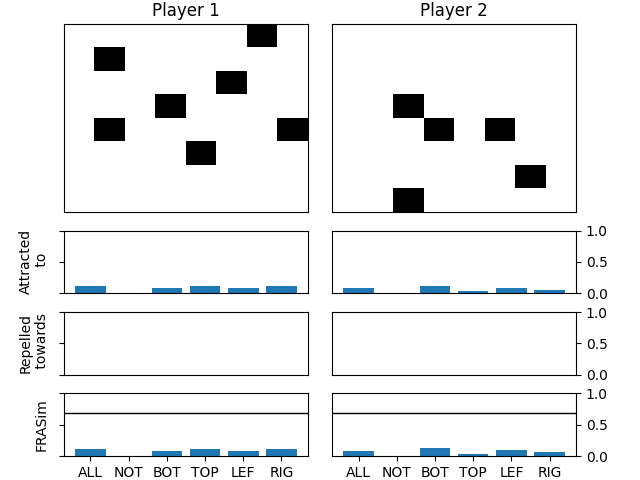 Player 1
Player 2
Attracted
to
1.0
0.5
0.0
Repelled
towards
1.0
0.5
0.0
FRASim
1.0
0.5
0.0
ALL NOT BOT TOP LEF RIG
ALL NOT BOT TOP LEF RIG